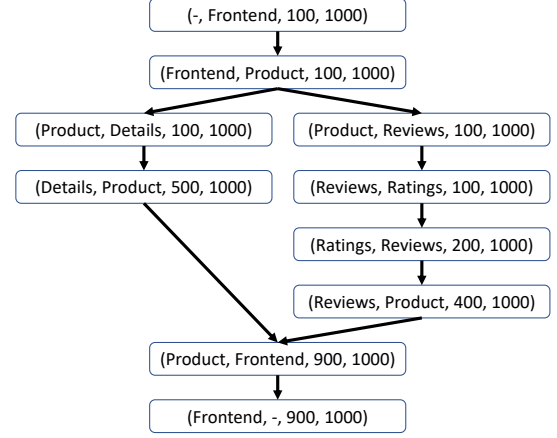 (-, Frontend, 100, 1000)
(Frontend, Product, 100, 1000)
(Product, Details, 100, 1000)
(Product, Reviews, 100, 1000)
(Details, Product, 500, 1000)
(Reviews, Ratings, 100, 1000)
(Ratings, Reviews, 200, 1000)
(Reviews, Product, 400, 1000)
(Product, Frontend, 900, 1000)
(Frontend, -, 900, 1000)